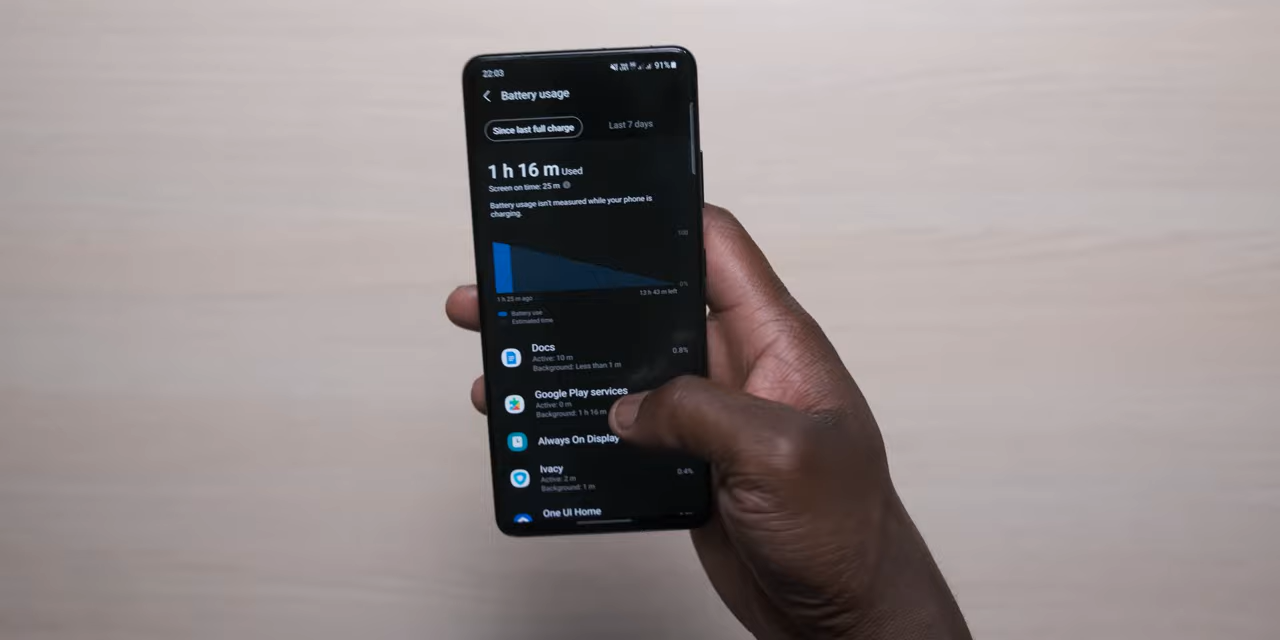 22:03
91%
Battery usage
Since last full charge
Last 7 days
1 h 16 m Used
Screen on time: 25 m
Battery usage isn't measured while your phone is
charging.
100
0%
1 h 25 m ago
13 h 43 m left
Battery use
Estimated time
Docs
0.8%
Active: 10 m
Background: Less than 1 m
Google Play services
Active: 0 m
Background: 1 h 16 m
Always On Display
Ivacy
0.4%
Active: 2 m
Background: 1 m
One UI Home